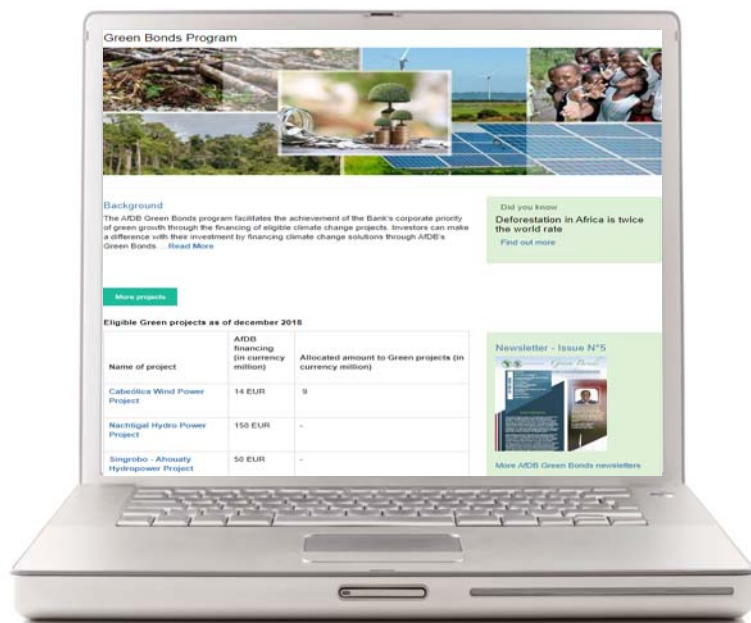 Green Bonds Program
Background
The AfDB Green Bonds program facilitates the achievement of the Bank's corporate priority
of green growth through the financing of eligible climate change projects. Investors can make
a difference with their investment by financing climate change solutions through AfDB's
Green Bonds. ... Read More
Did you know
Deforestation in Africa is twice
the world rate
Find out more
More projects
Eligible Green projects as of december 2018
Name of project
AfDB
financing
(in currency
million)
Allocated amount to Green projects (in
currency million)
Cabeólica Wind Power
Project
14 EUR
9
Nachtigal Hydro Power
Project
150 EUR
-
Singrobo - Ahouaty
Hydropower Project
50 EUR
-
Newsletter - Issue N°5
Green Bonds
More AfDB Green Bonds newsletters